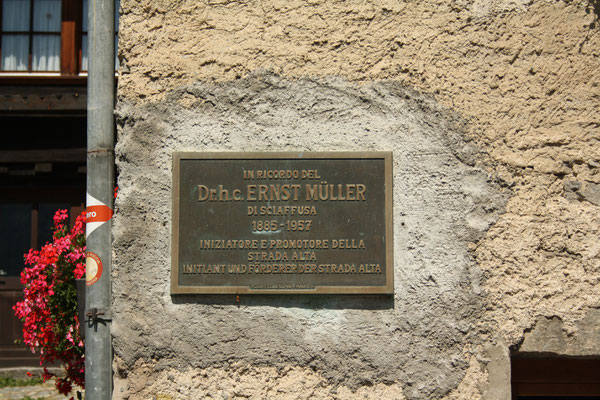 IN RICORDO DEL
Dr.h.c. ERNST MÜLLER
DI SCIAFFUSA
1885-1957
INIZIATORE E PROMOTORE DELLA
STRADA ALTA
INITIANT UND FÖRDERER DER STRADA ALTA